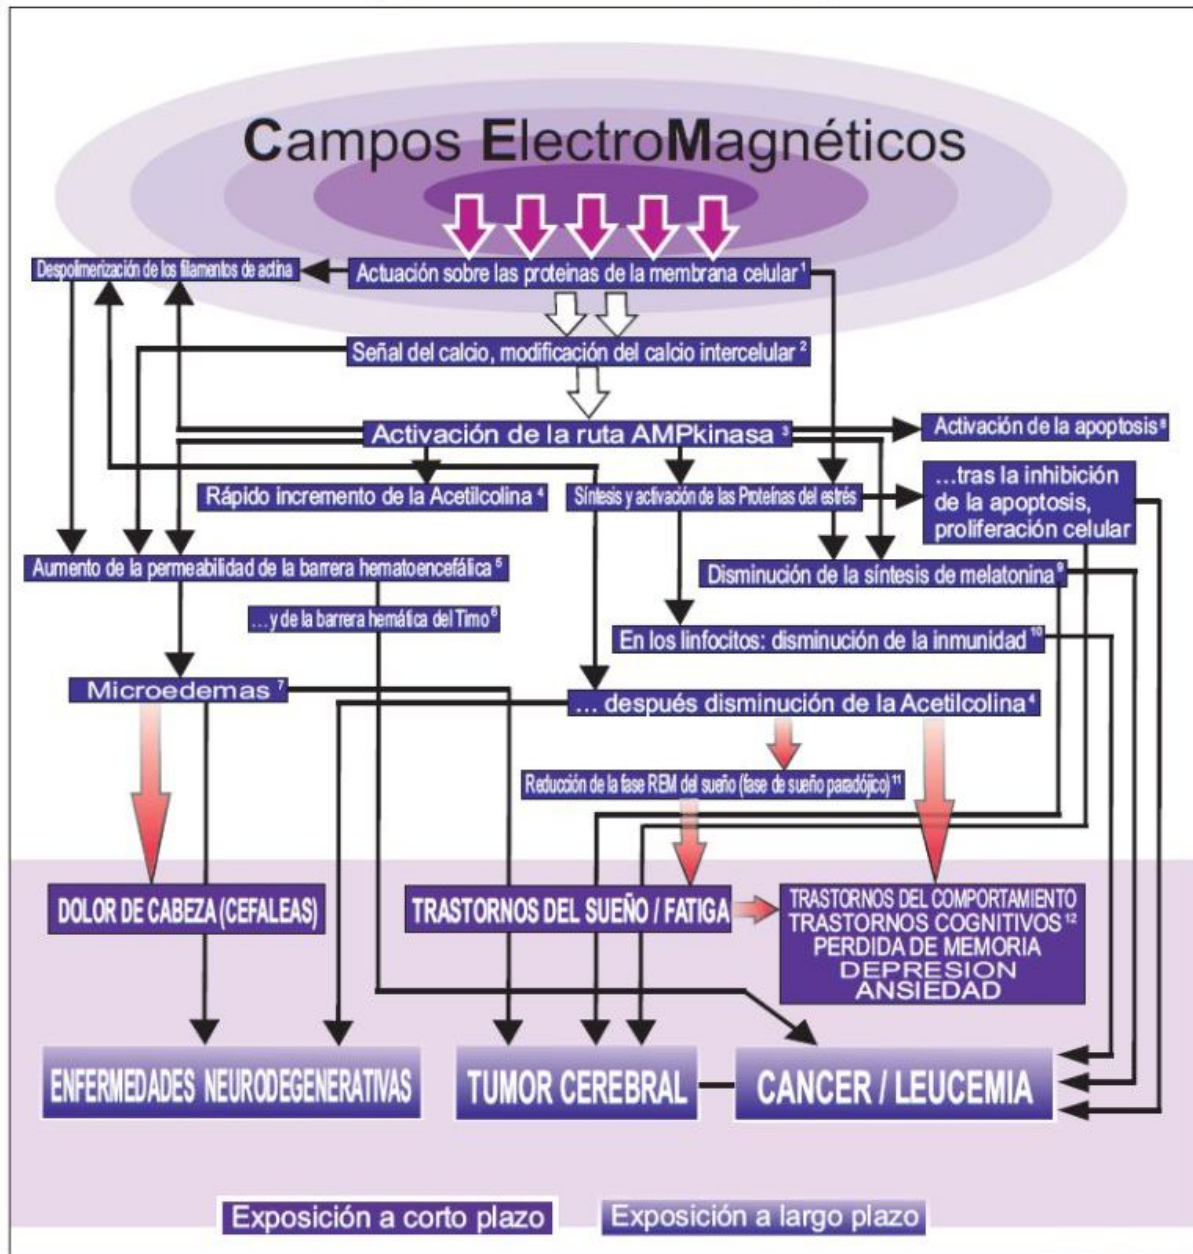 Campos ElectroMagnéticos
Despolimerización de los filamentos de actina
Actuación sobre las proteinas de la membrana celular ¹
Señal del calcio, modificación del calcio intercelular ²
Activación de la ruta AMPkinasa ³
Activación de la apoptosis ⁸
Rápido incremento de la Acetilcolina ⁴
Síntesis y activación de las Proteínas del estrés
...tras la inhibición
de la apoptosis,
proliferación celular
Aumento de la permeabilidad de la barrera hematoencefálica ⁵
Disminución de la síntesis de melatonina ⁹
...y de la barrera hemática del Timo ⁶
En los linfocitos: disminución de la inmunidad ¹⁰
Microedemas ⁷
... después disminución de la Acetilcolina ⁴
Reducción de la fase REM del sueño (fase de sueño paradójico) ¹¹
DOLOR DE CABEZA (CEFALEAS)
TRASTORNOS DEL SUEÑO / FATIGA
TRASTORNOS DEL COMPORTAMIENTO
TRASTORNOS COGNITIVOS ¹²
PERDIDA DE MEMORIA
DEPRESION
ANSIEDAD
ENFERMEDADES NEURODEGENERATIVAS
TUMOR CEREBRAL
CANCER / LEUCEMIA
Exposición a corto plazo
Exposición a largo plazo